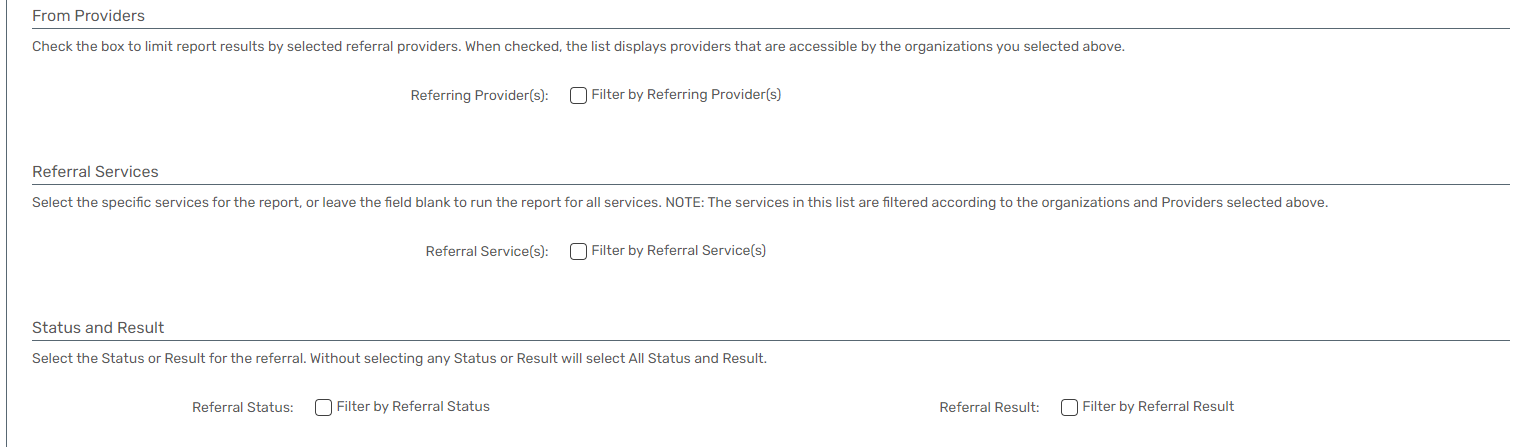 From Providers
Check the box to limit report results by selected referral providers. When checked, the list displays providers that are accessible by the organizations you selected above.
Referring Provider(s): Filter by Referring Provider(s)
Referral Services
Select the specific services for the report, or leave the field blank to run the report for all services. NOTE: The services in this list are filtered according to the organizations and Providers selected above.
Referral Service(s): Filter by Referral Service(s)
Status and Result
Select the Status or Result for the referral. Without selecting any Status or Result will select All Status and Result.
Referral Status: Filter by Referral Status Referral Result: Filter by Referral Result